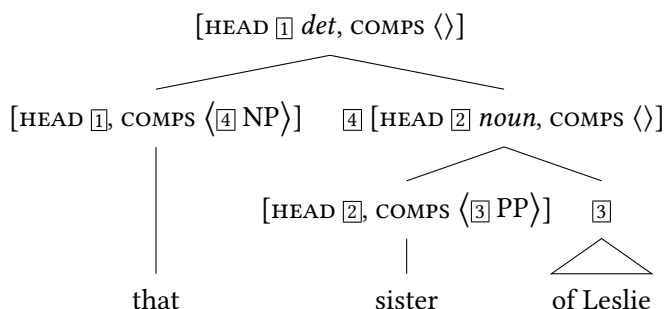 [HEAD 1 det, COMPS ⟨⟩]
[HEAD 1, COMPS ⟨4 NP⟩] 4 [HEAD 2 noun, COMPS ⟨⟩]
[HEAD 2, COMPS ⟨3 PP⟩] 3
that sister of Leslie